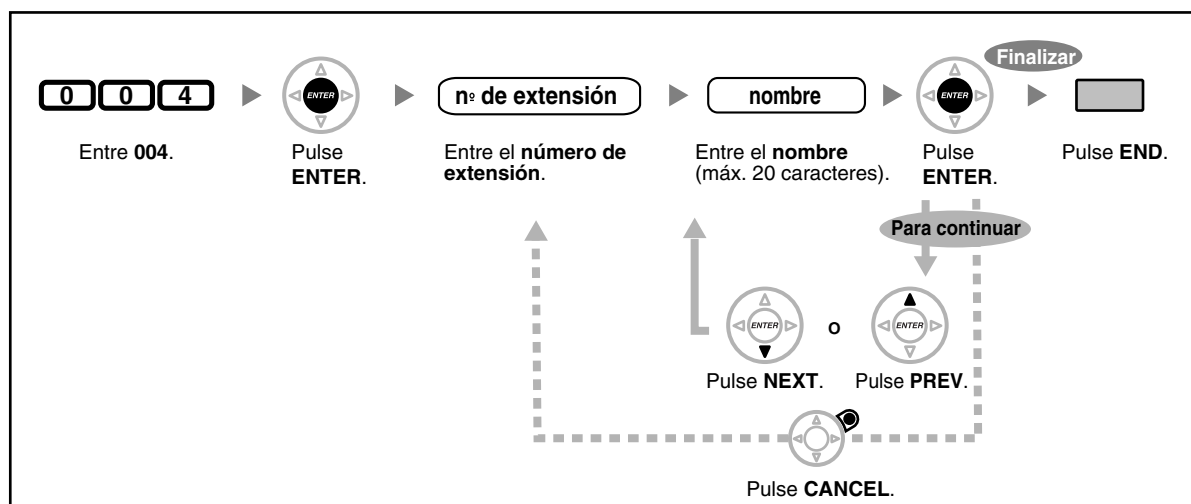 Finalizar
0 0 4
ENTER
nº de extensión
nombre
ENTER
Entre 004.
Pulse
ENTER.
Entre el número de
extensión.
Entre el nombre
(máx. 20 caracteres).
Pulse
ENTER.
Pulse END.
Para continuar
ENTER
o
ENTER
Pulse NEXT.
Pulse PREV.
Pulse CANCEL.